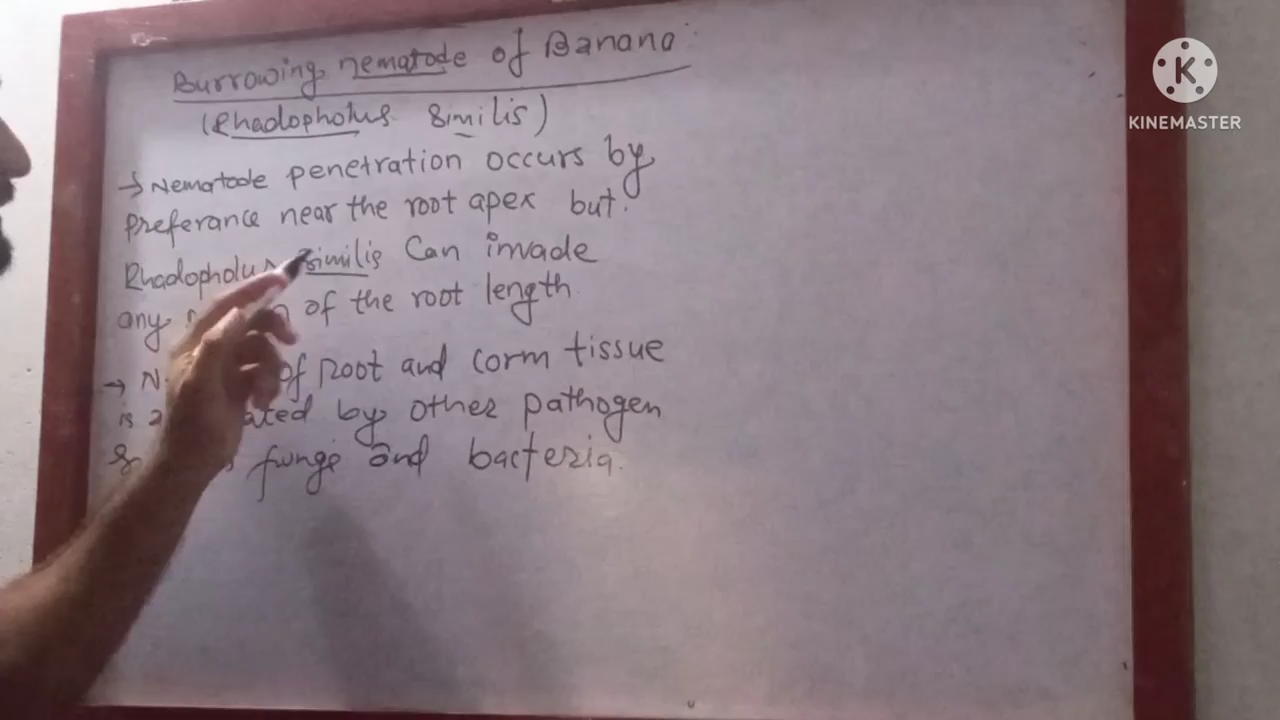 Burrowing nematode of Banana
(Rhadopholus Similis)
→ Nematode penetration occurs by
Preferance near the root apex but
Rhadopholus Similis Can invade
any of the root length
→ of root and corm tissue
is by other pathogen
funge and bacteria.
K
KINEMASTER